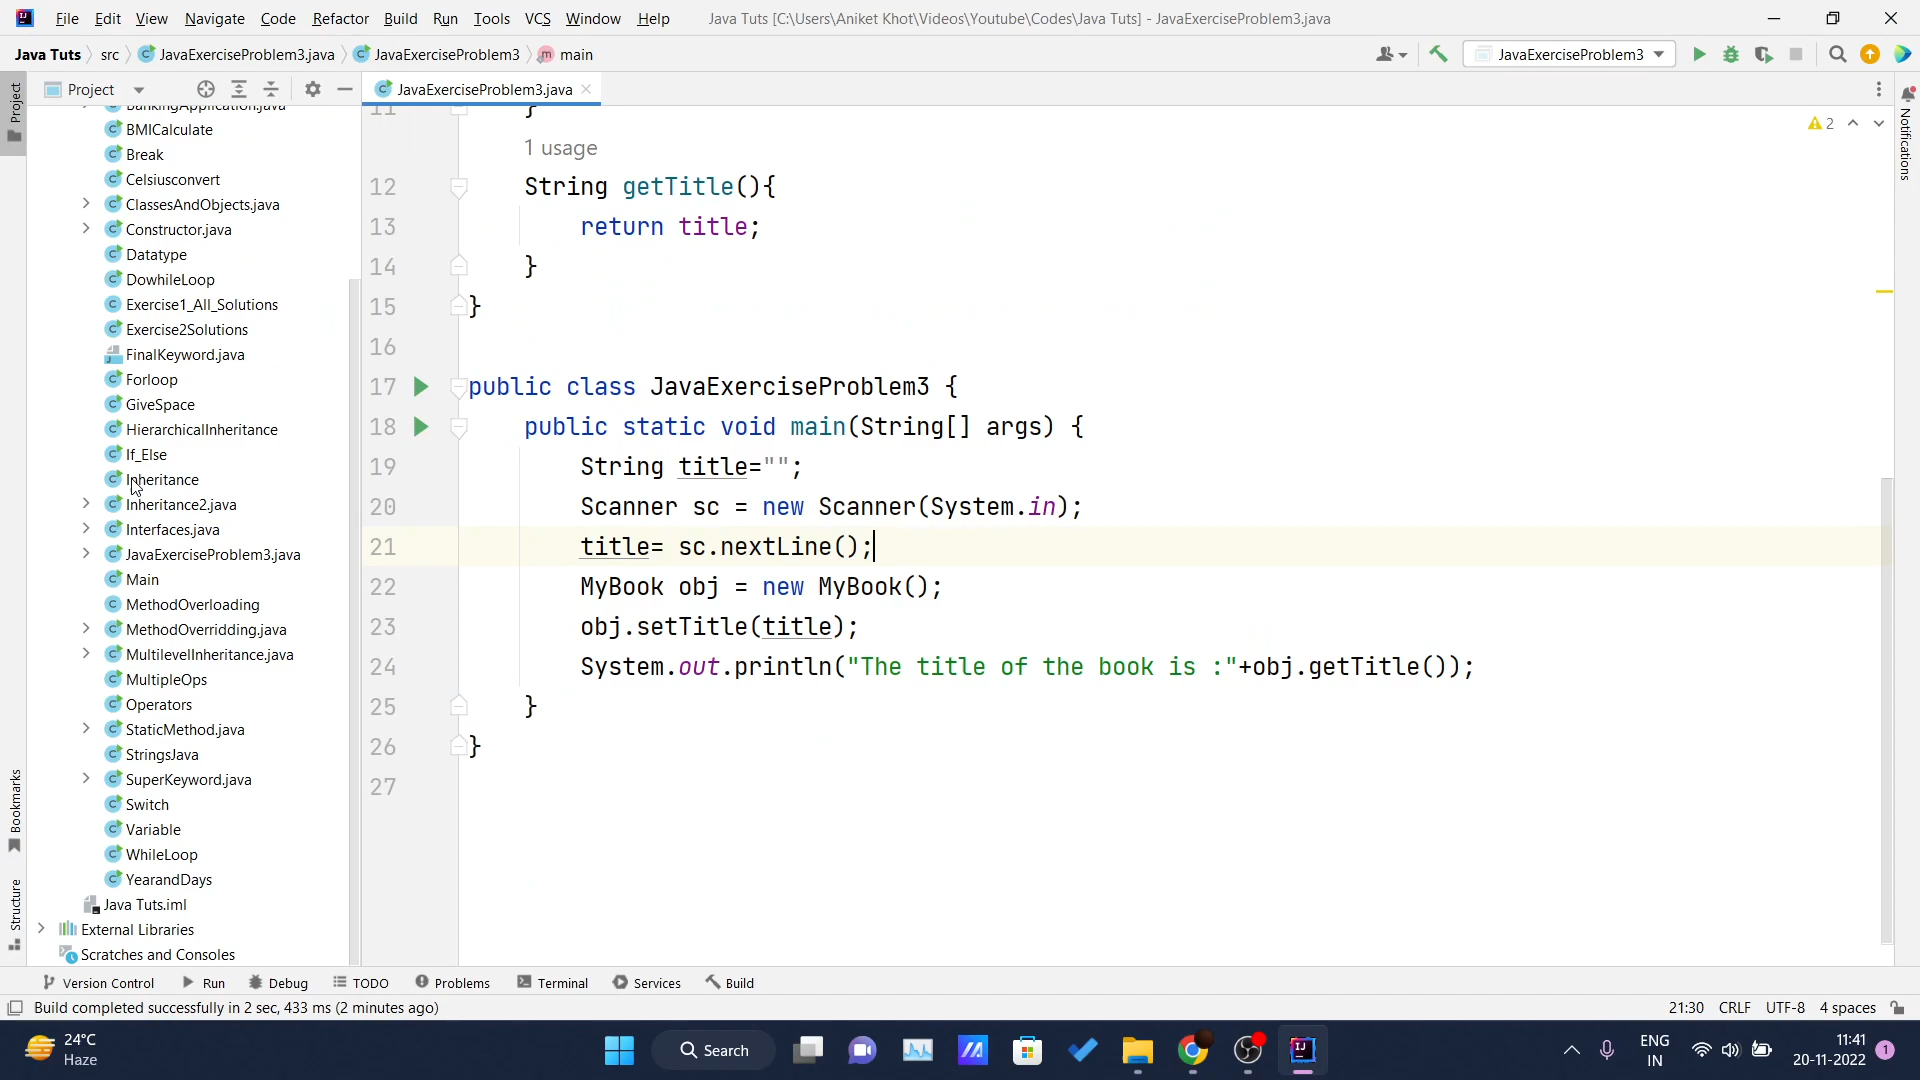 File Edit View Navigate Code Refactor Build Run Tools VCS Window Help Java Tuts [C:\Users\Aniket Khot\Videos\Youtube\Codes\Java Tuts] - JavaExerciseProblem3.java
Java Tuts src JavaExerciseProblem3.java JavaExerciseProblem3 main JavaExerciseProblem3
Project JavaExerciseProblem3.java
Project
Notifications
Bookmarks
Structure
BankingApplication.java
BMICalculate
Break
Celsiusconvert
ClassesAndObjects.java
Constructor.java
Datatype
DowhileLoop
Exercise1_All_Solutions
Exercise2Solutions
FinalKeyword.java
Forloop
GiveSpace
HierarchicalInheritance
If_Else
Inheritance
Inheritance2.java
Interfaces.java
JavaExerciseProblem3.java
Main
MethodOverloading
MethodOverridding.java
MultilevelInheritance.java
MultipleOps
Operators
StaticMethod.java
StringsJava
SuperKeyword.java
Switch
Variable
WhileLoop
YearandDays
Java Tuts.iml
External Libraries
Scratches and Consoles
2
11 }
1 usage
12 String getTitle(){
13 return title;
14 }
15 }
16
17 public class JavaExerciseProblem3 {
18 public static void main(String[] args) {
19 String title="";
20 Scanner sc = new Scanner(System.in);
21 title= sc.nextLine();
22 MyBook obj = new MyBook();
23 obj.setTitle(title);
24 System.out.println("The title of the book is :"+obj.getTitle());
25 }
26 }
27
Version Control Run Debug TODO Problems Terminal Services Build
Build completed successfully in 2 sec, 433 ms (2 minutes ago) 21:30 CRLF UTF-8 4 spaces
24°C
Haze
Search
ENG
IN
11:41
20-11-2022
1